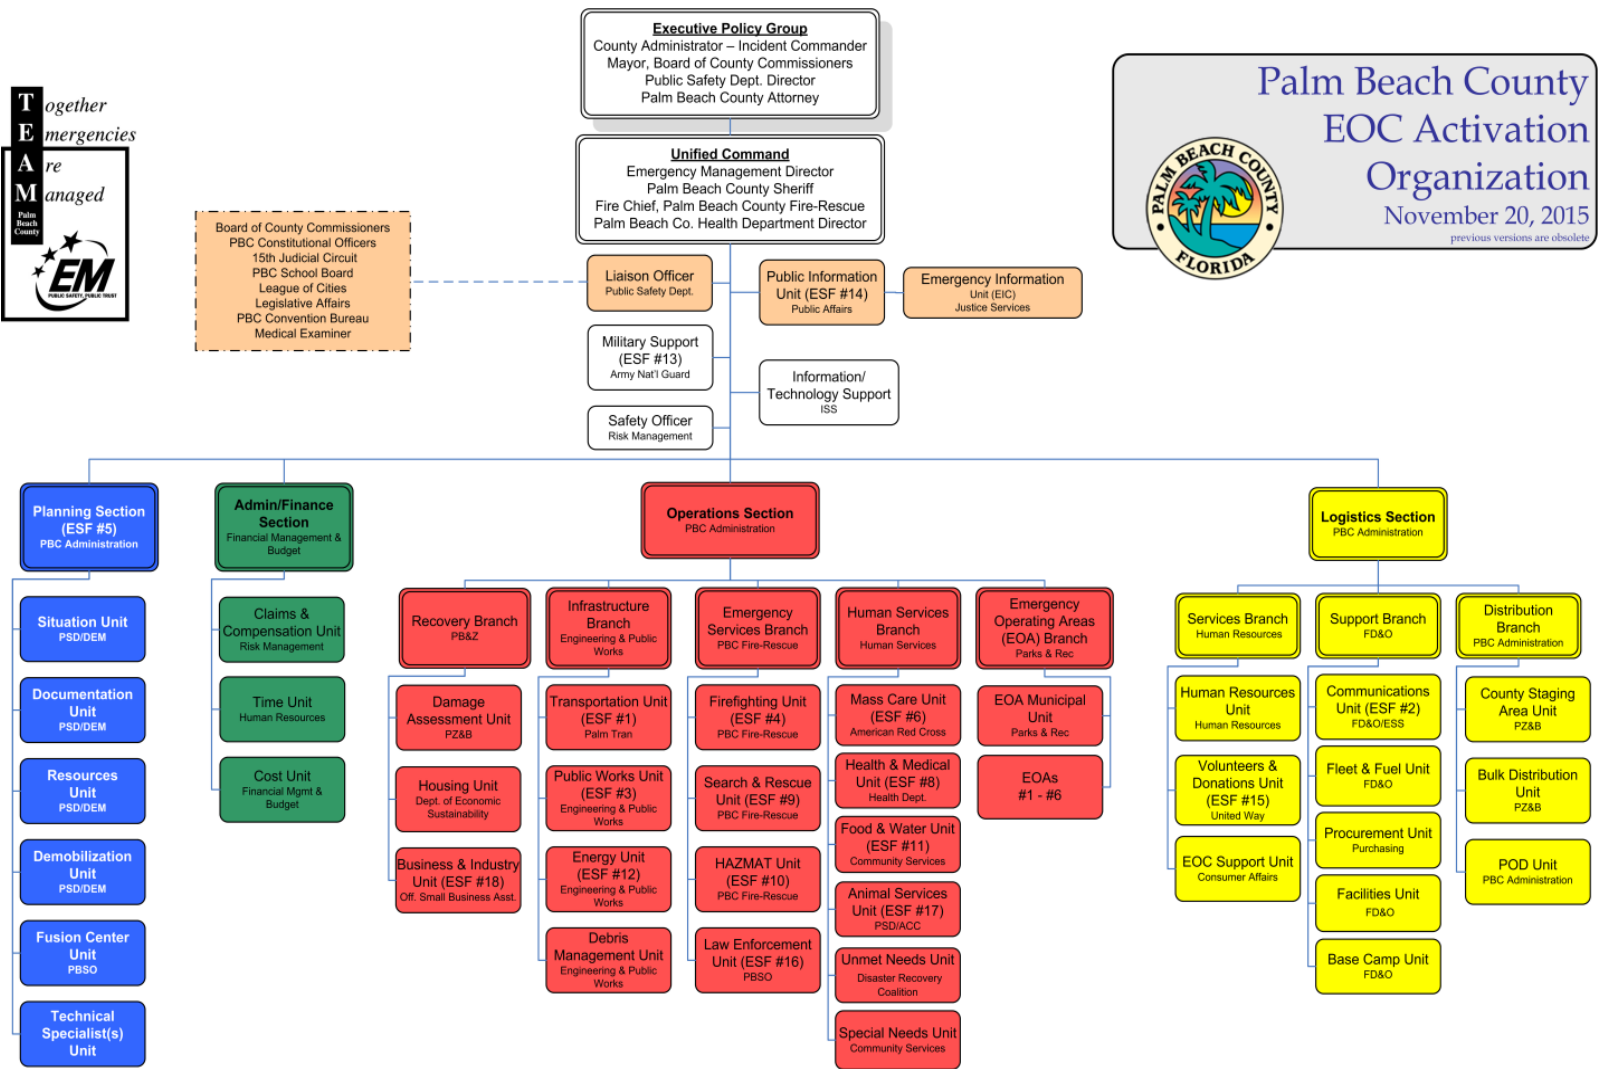 Executive Policy Group
County Administrator – Incident Commander
Mayor, Board of County Commissioners
Public Safety Dept. Director
Palm Beach County Attorney
Palm Beach County
EOC Activation
Organization
November 20, 2015
previous versions are obsolete
PALM BEACH COUNTY
FLORIDA
Together
Emergencies
Are
Managed
Palm
Beach
County
EM
PUBLIC SAFETY, PUBLIC TRUST
Unified Command
Emergency Management Director
Palm Beach County Sheriff
Fire Chief, Palm Beach County Fire-Rescue
Palm Beach Co. Health Department Director
Board of County Commissioners
PBC Constitutional Officers
15th Judicial Circuit
PBC School Board
League of Cities
Legislative Affairs
PBC Convention Bureau
Medical Examiner
Liaison Officer
Public Safety Dept.
Public Information
Unit (ESF #14)
Public Affairs
Emergency Information
Unit (EIC)
Justice Services
Military Support
(ESF #13)
Army Nat'l Guard
Information/
Technology Support
ISS
Safety Officer
Risk Management
Planning Section
(ESF #5)
PBC Administration
Situation Unit
PSD/DEM
Documentation
Unit
PSD/DEM
Resources
Unit
PSD/DEM
Demobilization
Unit
PSD/DEM
Fusion Center
Unit
PBSO
Technical
Specialist(s)
Unit
Admin/Finance
Section
Financial Management &
Budget
Claims &
Compensation Unit
Risk Management
Time Unit
Human Resources
Cost Unit
Financial Mgmt &
Budget
Operations Section
PBC Administration
Recovery Branch
PB&Z
Damage
Assessment Unit
PZ&B
Housing Unit
Dept. of Economic
Sustainability
Business & Industry
Unit (ESF #18)
Off. Small Business Asst.
Infrastructure
Branch
Engineering & Public
Works
Transportation Unit
(ESF #1)
Palm Tran
Public Works Unit
(ESF #3)
Engineering & Public
Works
Energy Unit
(ESF #12)
Engineering & Public
Works
Debris
Management Unit
Engineering & Public
Works
Emergency
Services Branch
PBC Fire-Rescue
Firefighting Unit
(ESF #4)
PBC Fire-Rescue
Search & Rescue
Unit (ESF #9)
PBC Fire-Rescue
HAZMAT Unit
(ESF #10)
PBC Fire-Rescue
Law Enforcement
Unit (ESF #16)
PBSO
Human Services
Branch
Human Services
Mass Care Unit
(ESF #6)
American Red Cross
Health & Medical
Unit (ESF #8)
Health Dept.
Food & Water Unit
(ESF #11)
Community Services
Animal Services
Unit (ESF #17)
PSD/ACC
Unmet Needs Unit
Disaster Recovery
Coalition
Special Needs Unit
Community Services
Emergency
Operating Areas
(EOA) Branch
Parks & Rec
EOA Municipal
Unit
Parks & Rec
EOAs
#1 - #6
Logistics Section
PBC Administration
Services Branch
Human Resources
Human Resources
Unit
Human Resources
Volunteers &
Donations Unit
(ESF #15)
United Way
EOC Support Unit
Consumer Affairs
Support Branch
FD&O
Communications
Unit (ESF #2)
FD&O/ESS
Fleet & Fuel Unit
FD&O
Procurement Unit
Purchasing
Facilities Unit
FD&O
Base Camp Unit
FD&O
Distribution
Branch
PBC Administration
County Staging
Area Unit
PZ&B
Bulk Distribution
Unit
PZ&B
POD Unit
PBC Administration